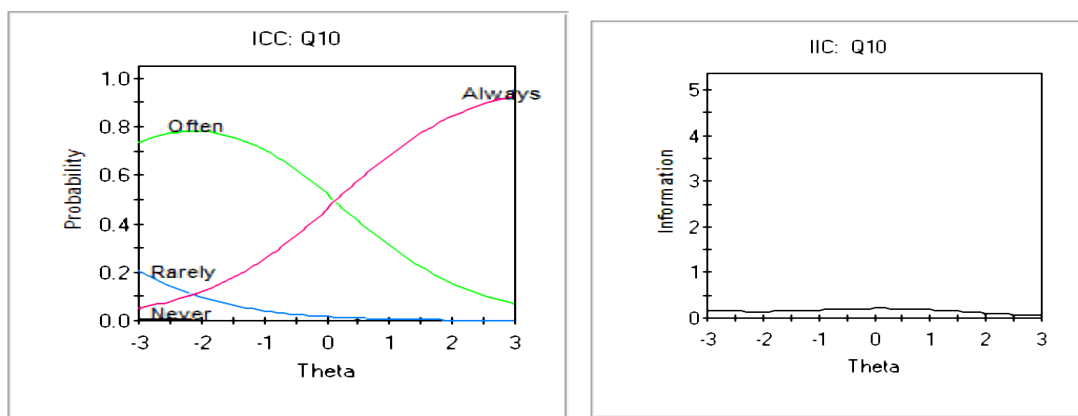 ICC: Q10
1.0
0.8
0.6
0.4
0.2
0.0
Probability
Always
Often
Rarely
Never
-3 -2 -1 0 1 2 3
Theta
IIC: Q10
5
4
3
2
1
0
Information
-3 -2 -1 0 1 2 3
Theta